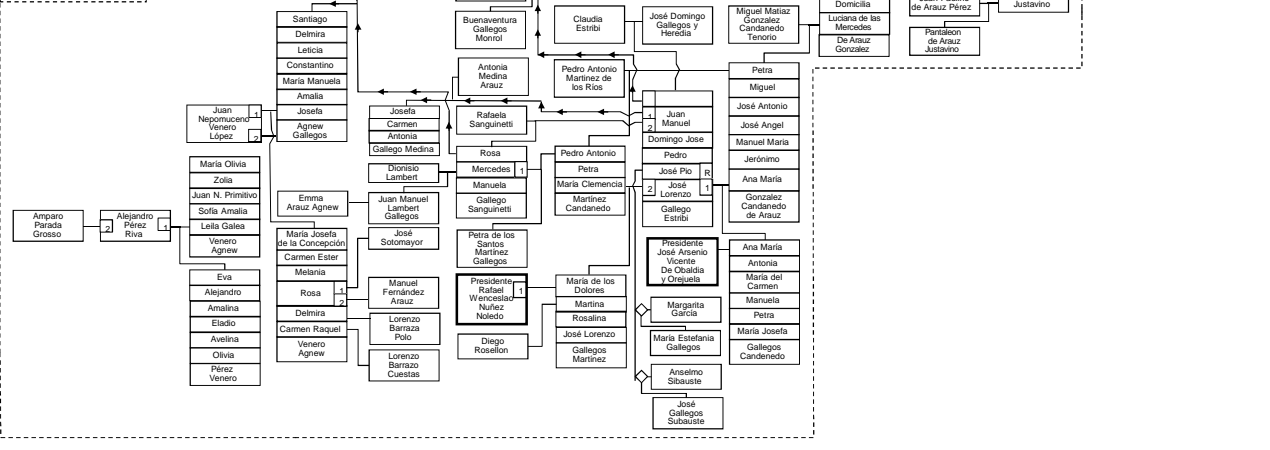 Santiago
Delmira
Leticia
Constantino
María Manuela
Amalia
Josefa
Agnew
Gallegos
Juan
Nepomuceno
Venero
López
1
2
María Olivia
Zolia
Juan N. Primitivo
Sofía Amalia
Leila Galea
Venero
Agnew
Amparo
Parada
Grosso
2
Alejandro
Pérez
Riva
1
Eva
Alejandro
Amalina
Eladio
Avelina
Olivia
Pérez
Venero
Emma
Arauz Agnew
María Josefa
de la Concepción
Carmen Ester
Melania
Rosa
1
2
Delmira
Carmen Raquel
Venero
Agnew
Josefa
Carmen
Antonia
Gallego Medina
Dionisio
Lambert
Juan Manuel
Lambert
Gallegos
José
Sotomayor
Manuel
Fernández
Arauz
Lorenzo
Barraza
Polo
Lorenzo
Barrazo
Cuestas
Buenaventura
Gallegos
Monrol
Antonia
Medina
Arauz
Rafaela
Sanguinetti
Rosa
Mercedes
1
Manuela
Gallego
Sanguinetti
Petra de los
Santos
Martínez
Gallegos
Presidente
Rafael
Wenceslao
Nuñez
Noledo
1
Diego
Rosellon
Claudia
Estribi
Pedro Antonio
Martinez de
los Ríos
Pedro Antonio
Petra
María Clemencia
Martínez
Candanedo
María de los
Dolores
Martina
Rosalina
José Lorenzo
Gallegos
Martínez
José Domingo
Gallegos y
Heredia
1
2
Juan
Manuel
Domingo Jose
Pedro
José Pio
R
2
José
Lorenzo
1
Gallego
Estribi
Presidente
José Arsenio
Vicente
De Obaldia
y Orejuela
Margarita
García
María Estefanía
Gallegos
Anselmo
Sibauste
José
Gallegos
Subauste
Miguel Matiaz
Gonzalez
Candanedo
Tenorio
Petra
Miguel
José Antonio
José Angel
Manuel Maria
Jerónimo
Ana María
Gonzalez
Candanedo
de Arauz
Ana María
Antonia
María del
Carmen
Manuela
Petra
María Josefa
Gallegos
Candenedo
Domicilia
Luciana de las
Mercedes
De Arauz
Gonzalez
de Arauz Pérez
Pantaleon
de Arauz
Justavino
Justavino